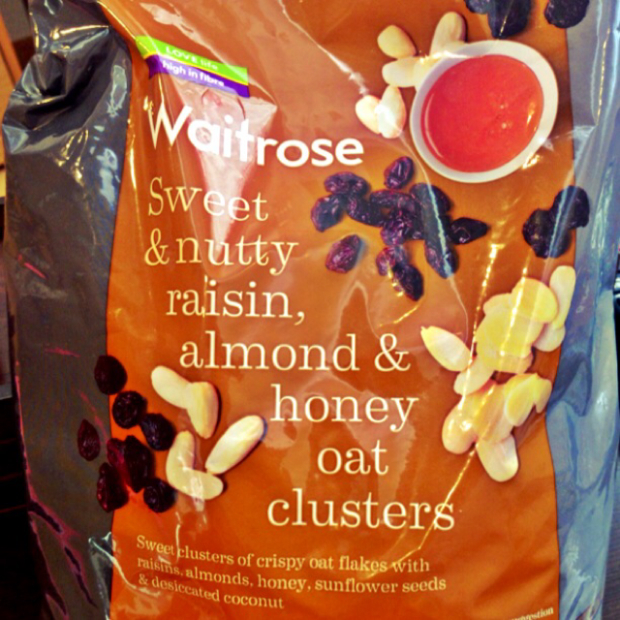 LOVE life
high in fibre
Waitrose
Sweet
& nutty
raisin,
almond &
honey
oat
clusters
Sweet clusters of crispy oat flakes with
raisins, almonds, honey, sunflower seeds
& desiccated coconut